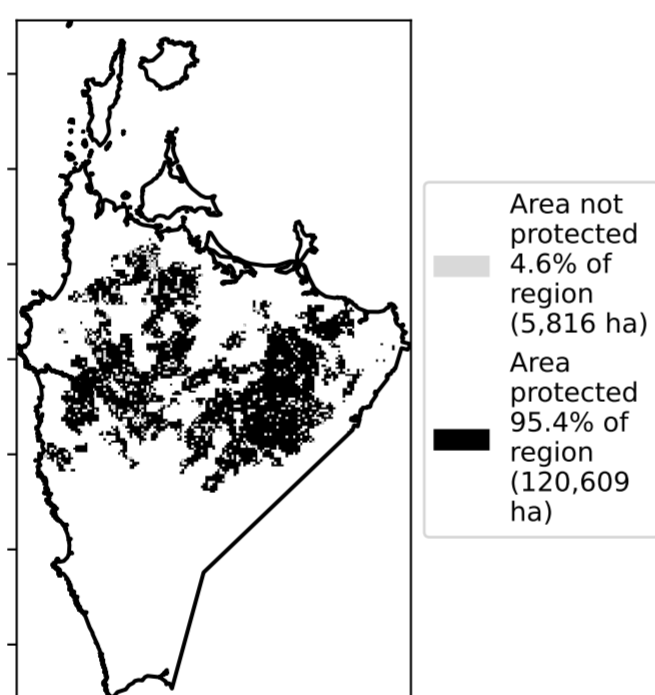 Area not
protected
4.6% of
region
(5,816 ha)
Area
protected
95.4% of
region
(120,609
ha)